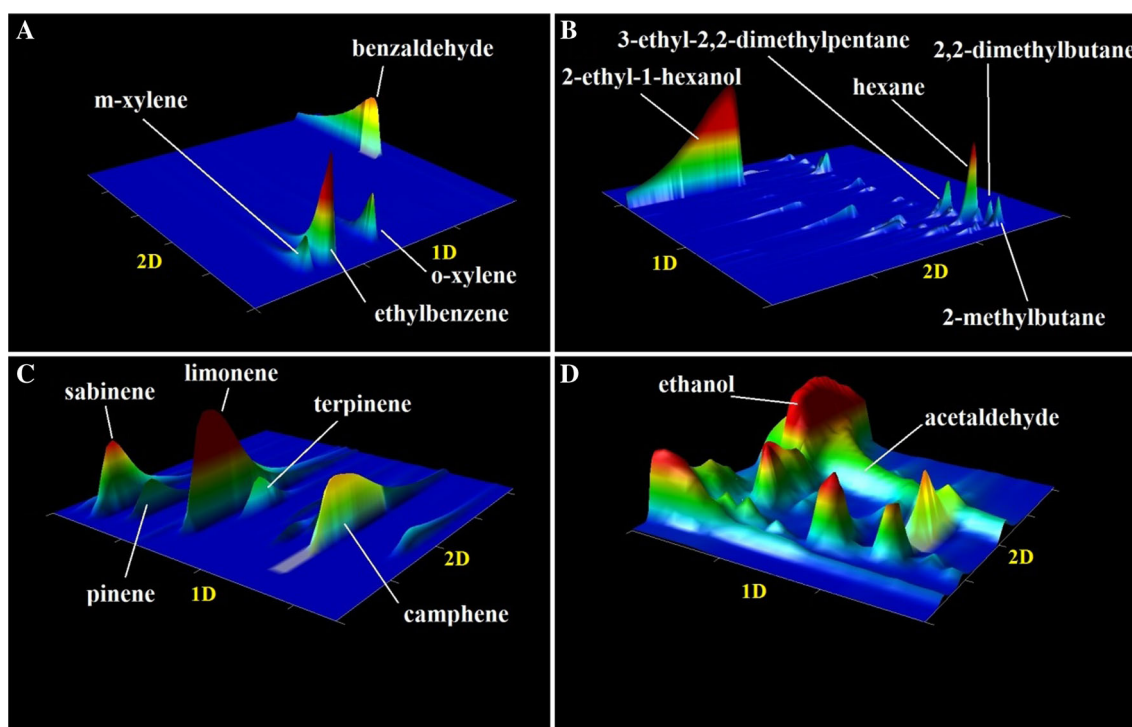 A
benzaldehyde
m-xylene
2D
1D
o-xylene
ethylbenzene
B
3-ethyl-2,2-dimethylpentane
2,2-dimethylbutane
2-ethyl-1-hexanol
hexane
1D
2D
2-methylbutane
C
limonene
sabinene
terpinene
pinene
1D
2D
camphene
D
ethanol
acetaldehyde
1D
2D